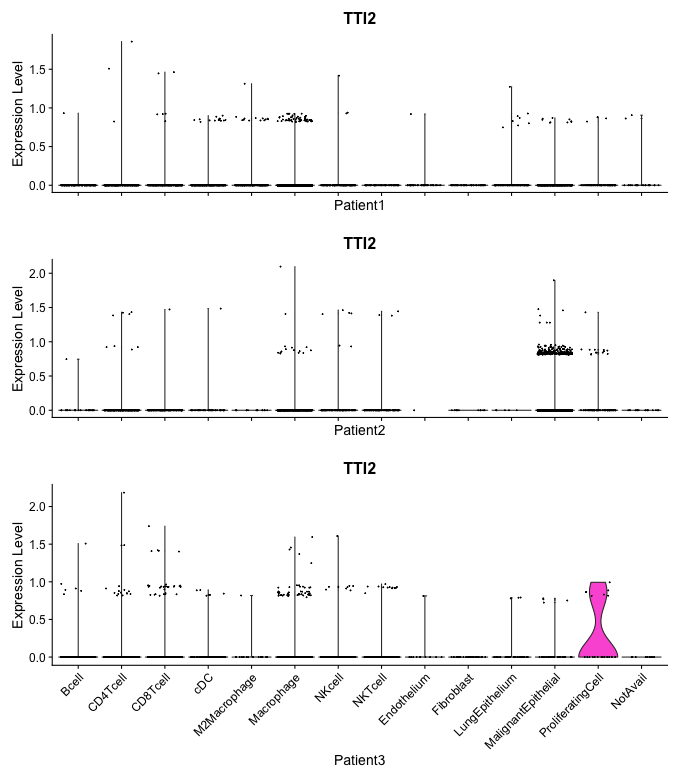 TTI2
Expression Level
1.5
1.0
0.5
0.0
Patient1
TTI2
Expression Level
2.0
1.5
1.0
0.5
0.0
Patient2
TTI2
Expression Level
2.0
1.5
1.0
0.5
0.0
Bcell
CD4Tcell
CD8Tcell
cDC
M2Macrophage
Macrophage
NKcell
NKTcell
Endothelium
Fibroblast
LungEpithelium
MalignantEpithelial
ProliferatingCell
NotAvail
Patient3